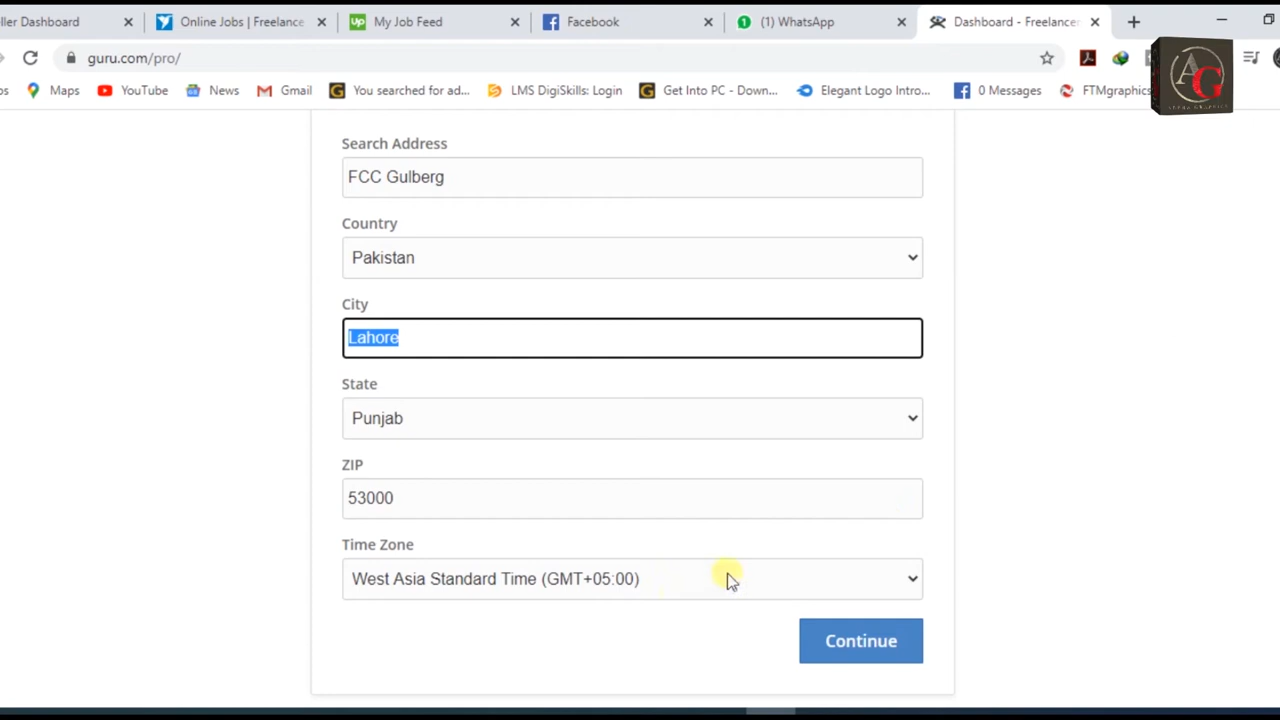 ller Dashboard
Online Jobs | Freelance
My Job Feed
Facebook
(1) WhatsApp
Dashboard - Freelancer
guru.com/pro/
ps
Maps
YouTube
News
Gmail
You searched for ad...
LMS DigiSkills: Login
Get Into PC - Down...
Elegant Logo Intro...
0 Messages
FTMgraphics
AG
Search Address
FCC Gulberg
Country
Pakistan
City
Lahore
State
Punjab
ZIP
53000
Time Zone
West Asia Standard Time (GMT+05:00)
Continue